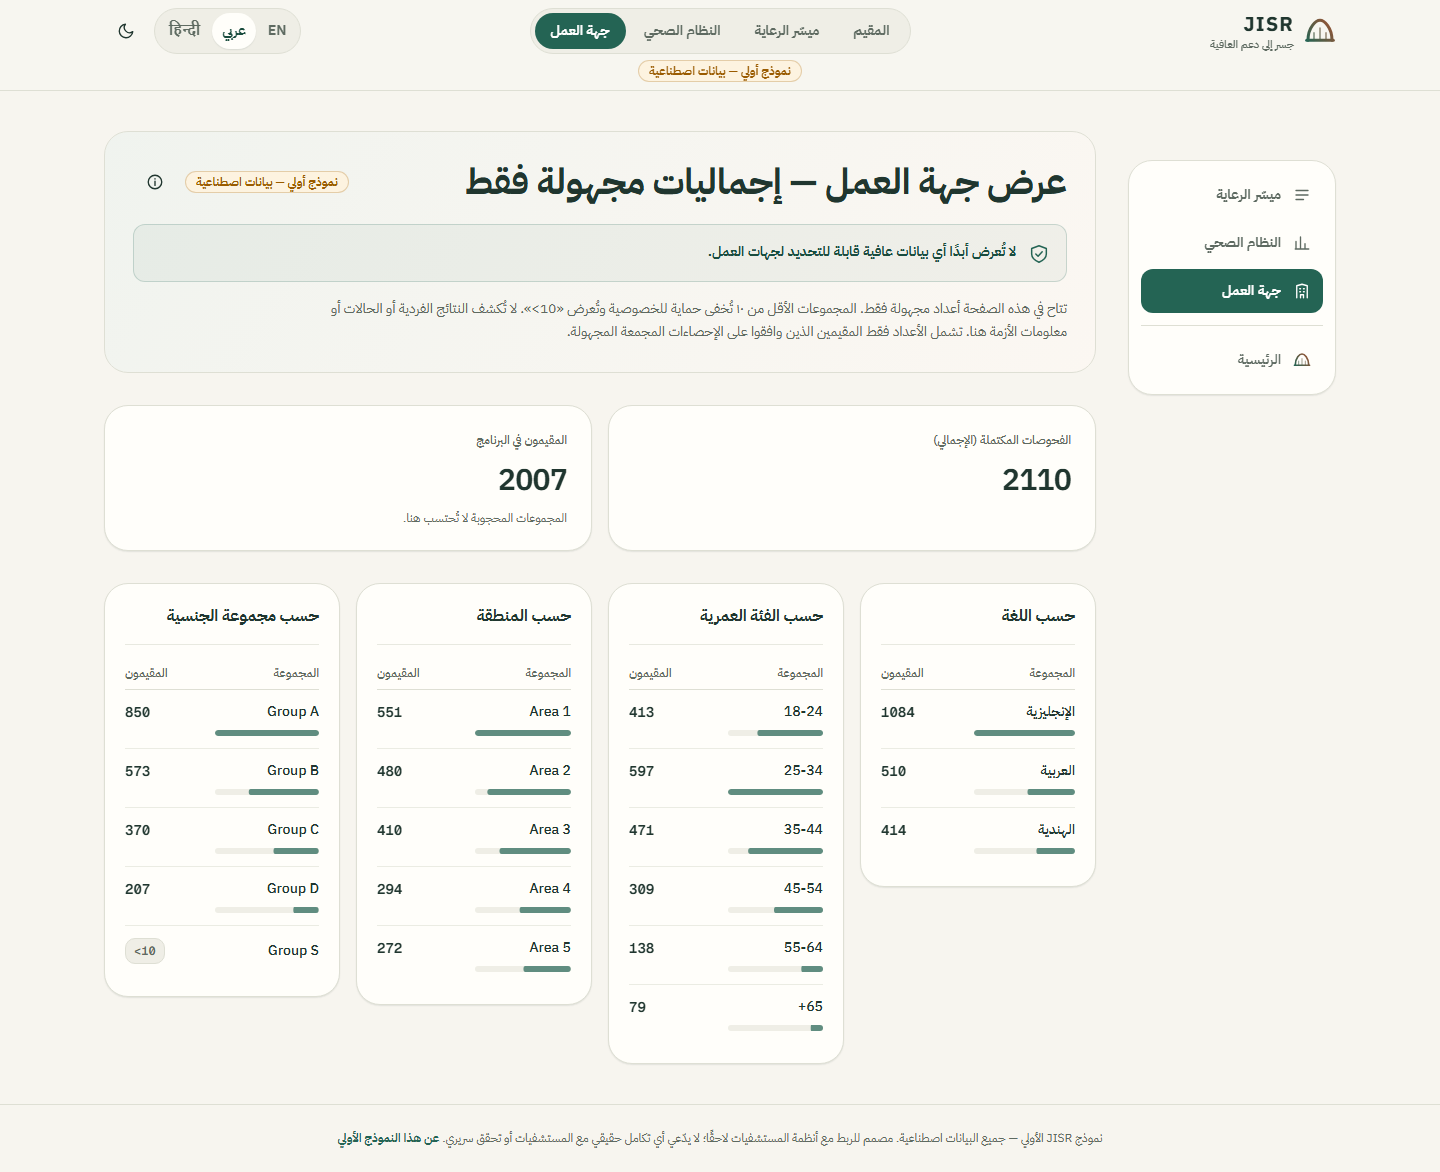 JISR
جسر إلى دعم العافية
المقيم
ميسّر الرعاية
النظام الصحي
جهة العمل
EN
عربي
हिन्दी
نموذج أولي — بيانات اصطناعية
ميسّر الرعاية
النظام الصحي
جهة العمل
الرئيسية
عرض جهة العمل — إجماليات مجهولة فقط
نموذج أولي — بيانات اصطناعية
لا تُعرض أبدًا أي بيانات عافية قابلة للتحديد لجهات العمل.
تتاح في هذه الصفحة أعداد مجهولة فقط. المجموعات الأقل من ١٠ تُخفى حماية للخصوصية وتُعرض «<10». لا تُكشف النتائج الفردية أو الحالات أو
معلومات الأزمة هنا. تشمل الأعداد فقط المقيمين الذين وافقوا على الإحصاءات المجمعة المجهولة.
الفحوصات المكتملة (الإجمالي)
2110
المقيمون في البرنامج
2007
المجموعات المحجوبة لا تُحتسب هنا.
حسب اللغة
المجموعة المقيمون
الإنجليزية 1084
العربية 510
الهندية 414
حسب الفئة العمرية
المجموعة المقيمون
18-24 413
25-34 597
35-44 471
45-54 309
55-64 138
65+ 79
حسب المنطقة
المجموعة المقيمون
Area 1 551
Area 2 480
Area 3 410
Area 4 294
Area 5 272
حسب مجموعة الجنسية
المجموعة المقيمون
Group A 850
Group B 573
Group C 370
Group D 207
Group S <10
نموذج JISR الأولي — جميع البيانات اصطناعية. مصمم للربط مع أنظمة المستشفيات لاحقًا؛ لا يدّعي أي تكامل حقيقي مع المستشفيات أو تحقق سريري. عن هذا النموذج الأولي